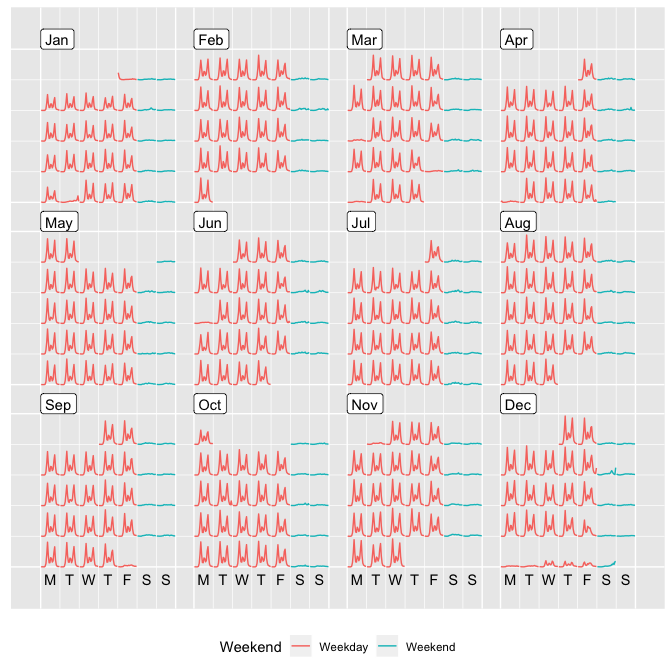 Jan Feb Mar Apr
May Jun Jul Aug
Sep Oct Nov Dec
M T W T F S S M T W T F S S M T W T F S S M T W T F S S
Weekend Weekday Weekend